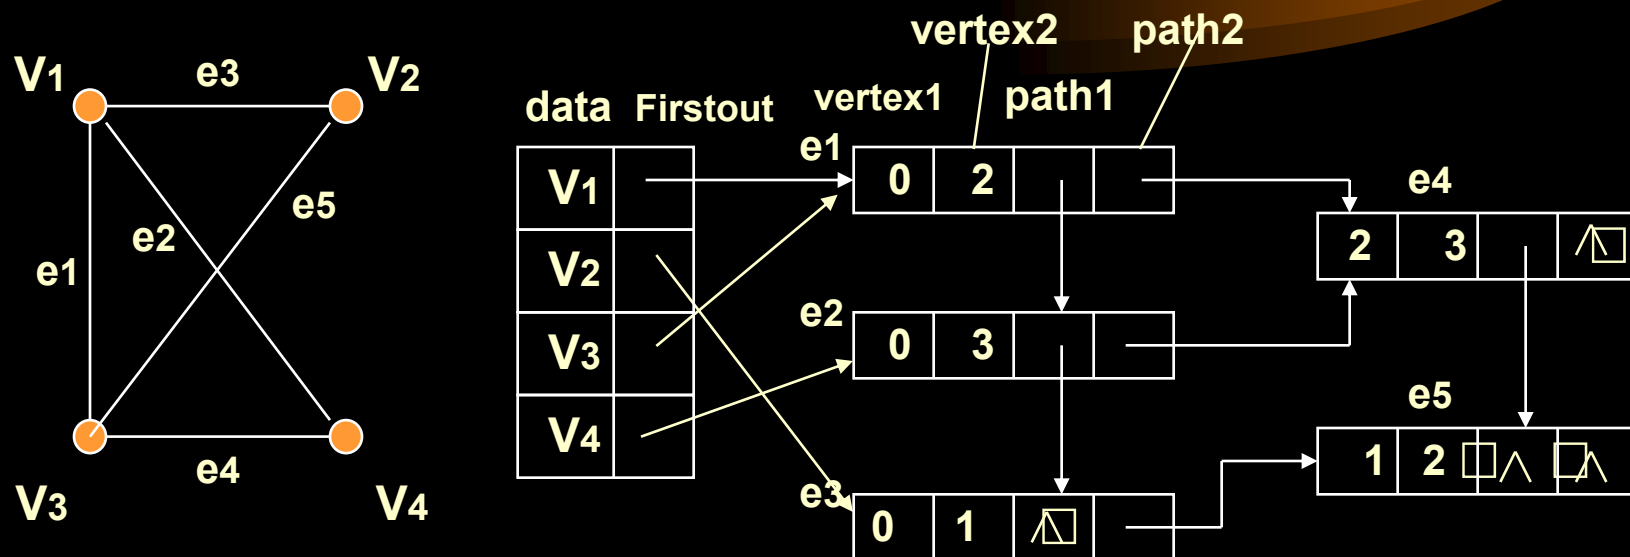 vertex2 path2
V1 e3 V2
data Firstout vertex1 path1
e1
V1 0 2
e4
e5
2 3 ∧
e2
V2
e1
e2
V3 0 3
e5
V4
1 2 ∧ ∧
e4
e3
V3 V4
0 1 ∧